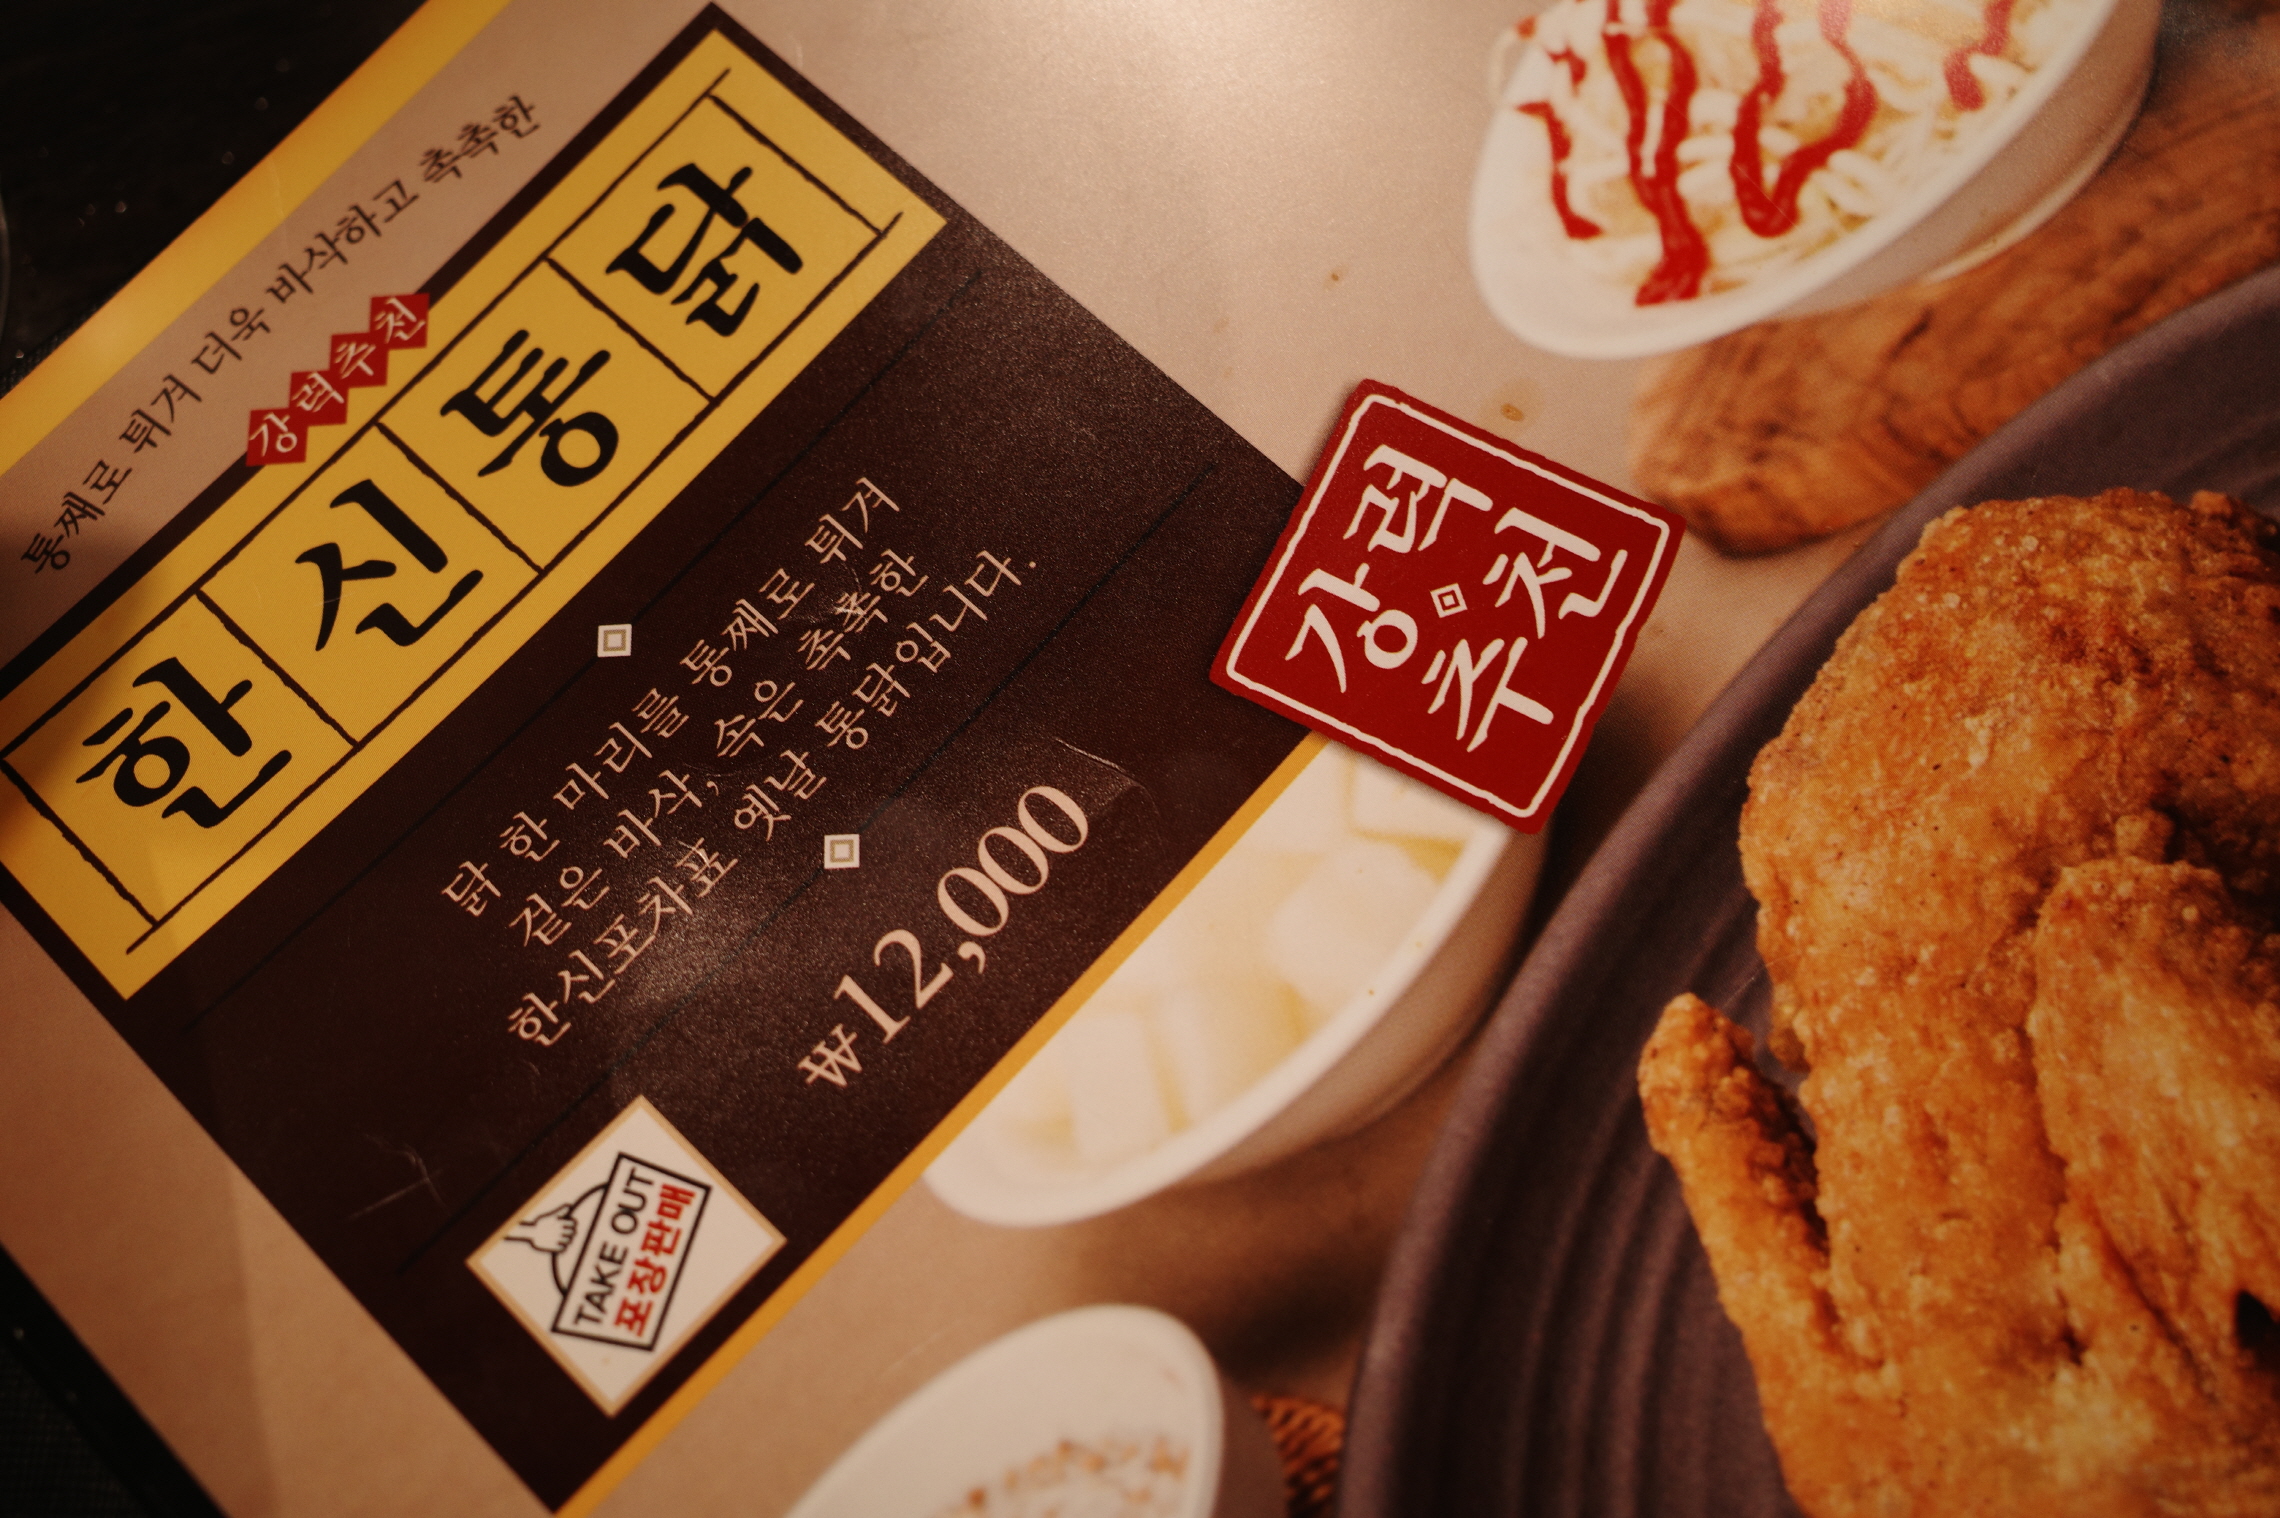 통째로 튀겨 더욱 바삭하고 촉촉한
강력추천
한신통닭
닭 한 마리를 통째로 튀겨
겉은 바삭, 속은 촉촉한
한신포차표 옛날 통닭입니다.
₩12,000
TAKE OUT
포장판매
강력
추천